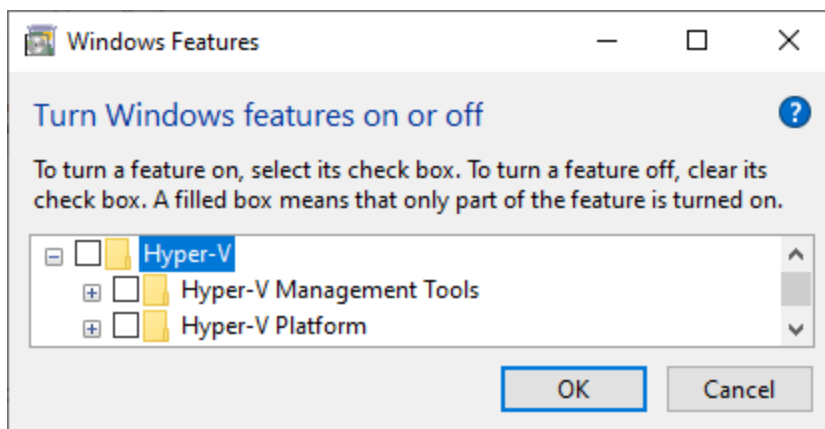 Windows Features
Turn Windows features on or off
?
To turn a feature on, select its check box. To turn a feature off, clear its
check box. A filled box means that only part of the feature is turned on.
Hyper-V
Hyper-V Management Tools
Hyper-V Platform
OK Cancel